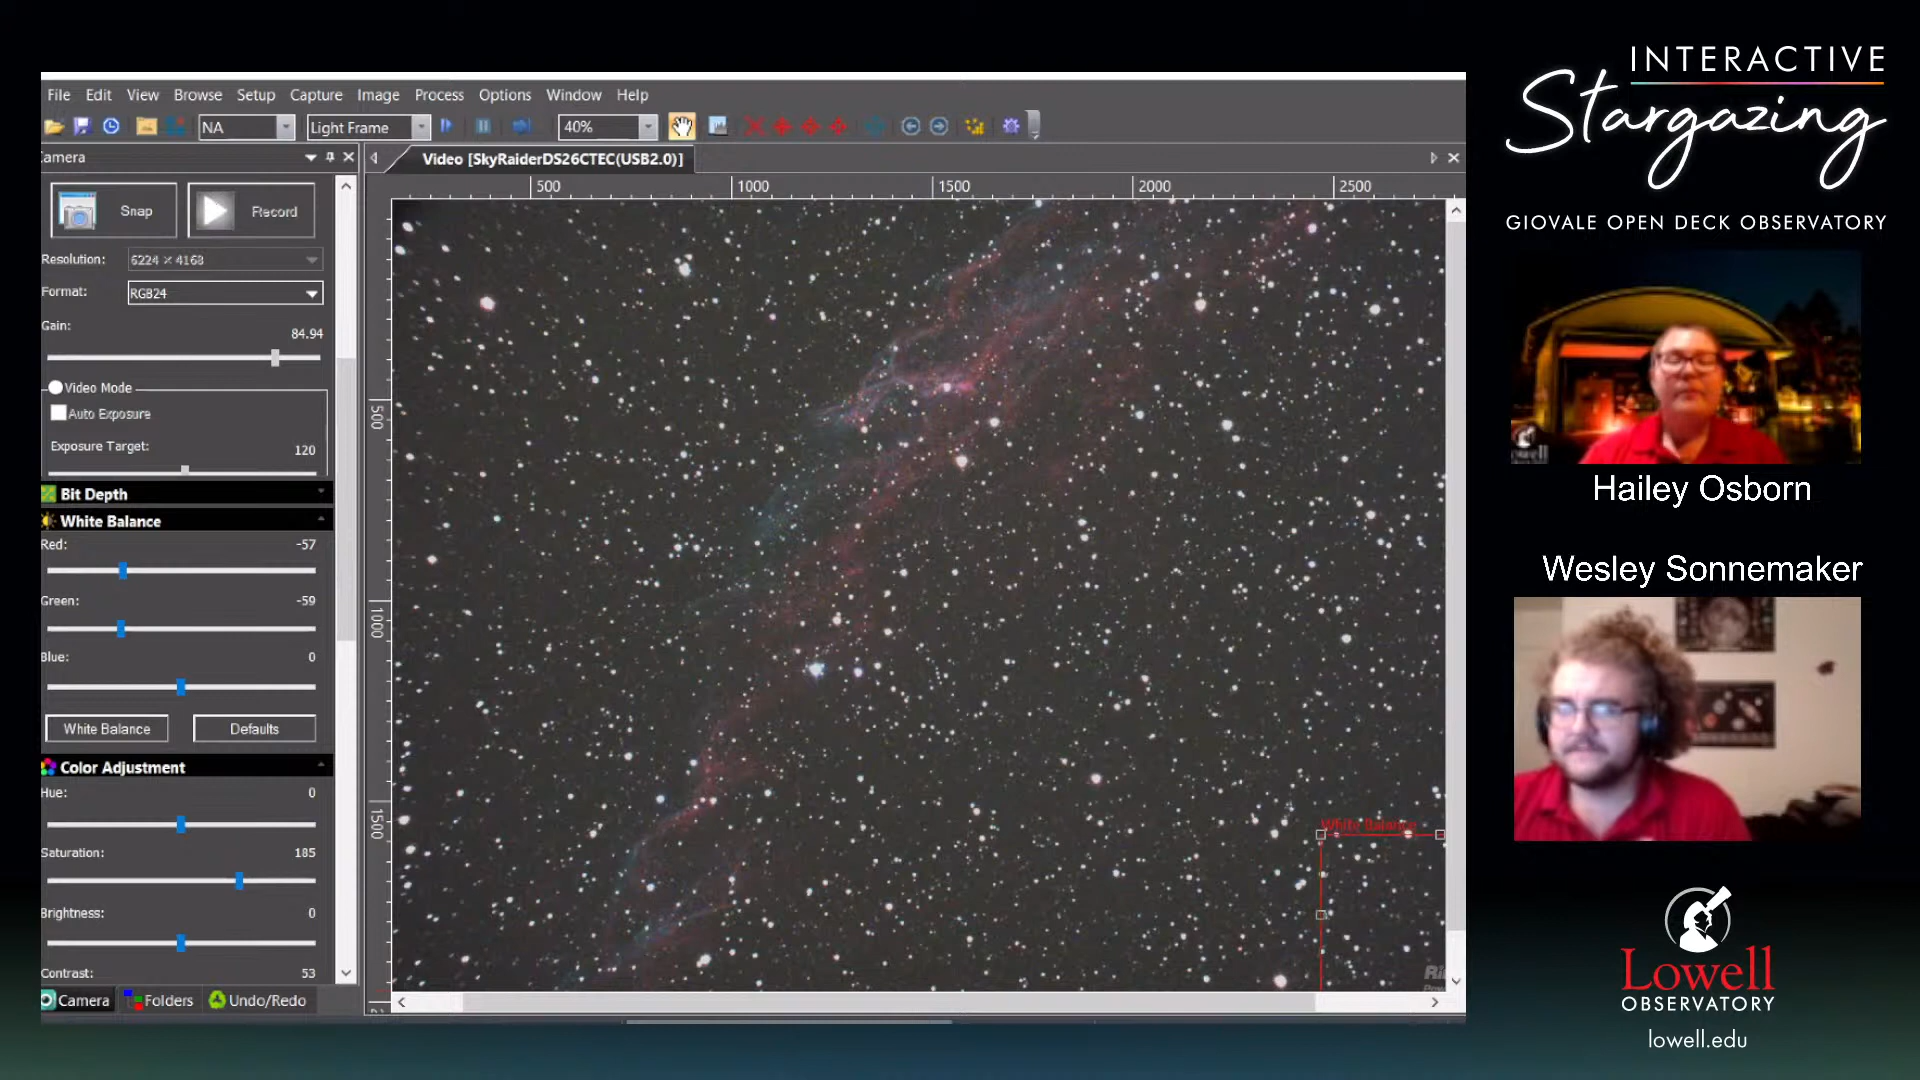 File Edit View Browse Setup Capture Image Process Options Window Help
NA Light Frame 40%
Camera
Video [SkyRaiderDS26CTEC(USB2.0)]
500 1000 1500 2000 2500
Snap Record
Resolution: 6224 × 4168
Format: RGB24
Gain: 84.94
Video Mode
Auto Exposure
Exposure Target: 120
500
Bit Depth
White Balance
Red: -57
Green: -59
1000
Blue: 0
White Balance Defaults
Color Adjustment
Hue: 0
1500
White Balance
Saturation: 185
Brightness: 0
Contrast: 53
Camera Folders Undo/Redo
INTERACTIVE
Stargazing
GIOVALE OPEN DECK OBSERVATORY
Lowell
Hailey Osborn
Wesley Sonnemaker
LOWELL
OBSERVATORY
lowell.edu